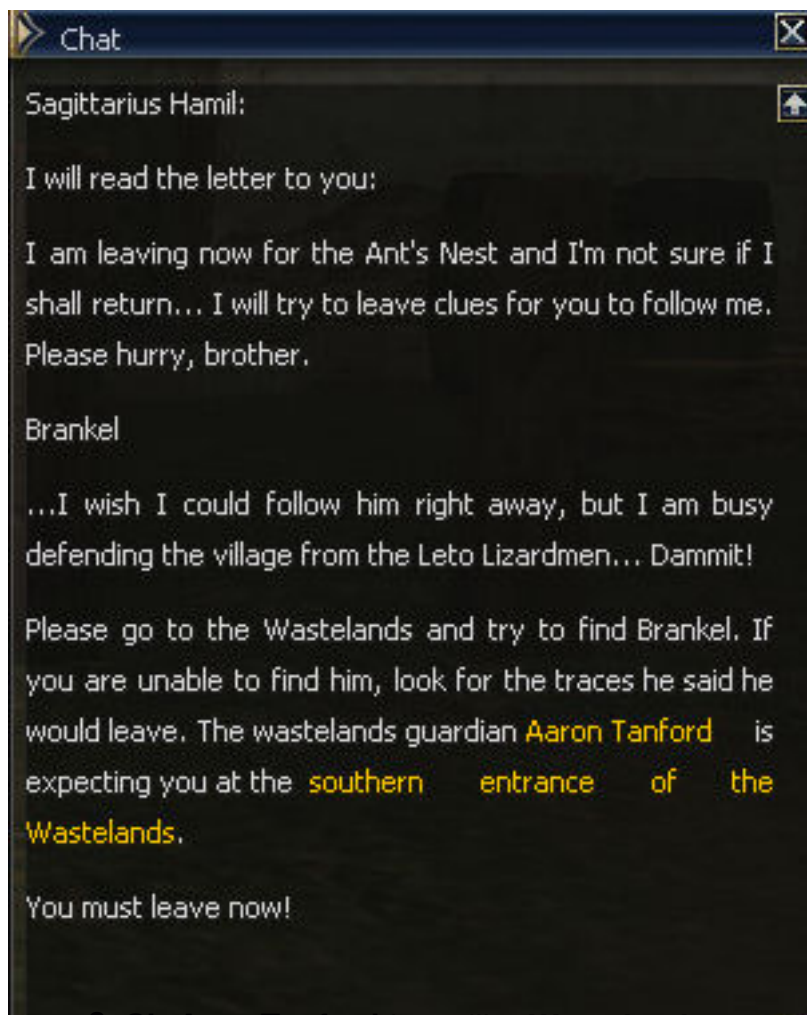 Chat
Sagittarius Hamil:
I will read the letter to you:
I am leaving now for the Ant's Nest and I'm not sure if I
shall return... I will try to leave clues for you to follow me.
Please hurry, brother.
Brankel
...I wish I could follow him right away, but I am busy
defending the village from the Leto Lizardmen... Dammit!
Please go to the Wastelands and try to find Brankel. If
you are unable to find him, look for the traces he said he
would leave. The wastelands guardian Aaron Tanford is
expecting you at the southern entrance of the
Wastelands.
You must leave now!